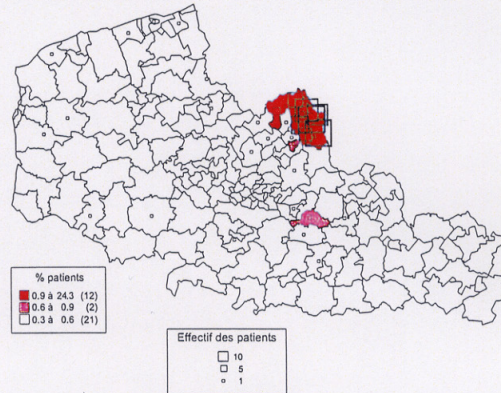 % patients
0.9 à 24.3 (12)
0.6 à 0.9 (2)
0.3 à 0.6 (21)
Effectif des patients
10
5
1